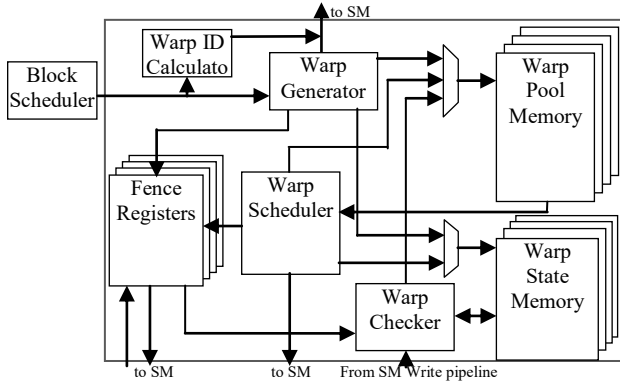 to SM
Warp ID
Calculato
Block
Scheduler
Warp
Generator
Warp
Pool
Memory
Fence
Registers
Warp
Scheduler
Warp
State
Memory
Warp
Checker
to SM
to SM
From SM Write pipeline